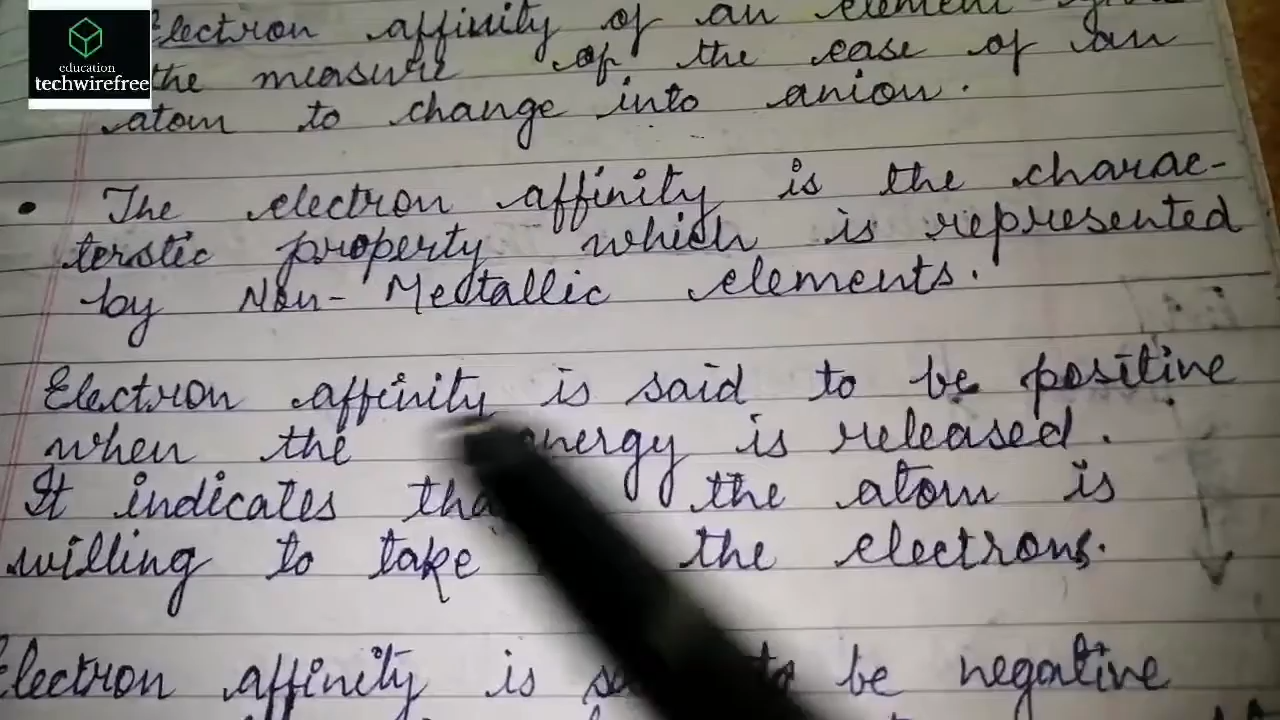 education
techwirefree
Electron affinity of an element
the measure of the ease of an
atom to change into anion.
• The electron affinity is the charac-
terstic property which is represented
by Non-Mectallic elements.
Electron affinity is said to be positive
when the energy is released.
It indicates the atom is
willing to take the electrons.
Electron affinity is to be negative